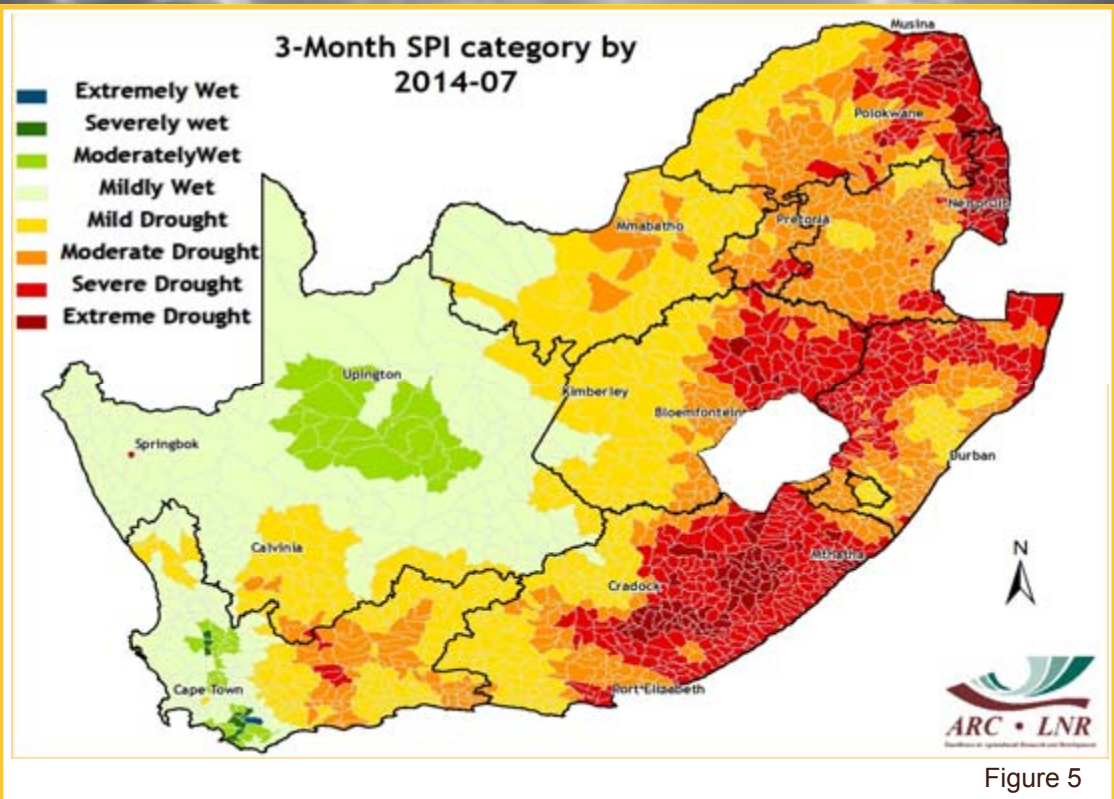 3-Month SPI category by
2014-07
Extremely Wet
Severely wet
ModeratelyWet
Mildly Wet
Mild Drought
Moderate Drought
Severe Drought
Extreme Drought
Musina
Polokwane
Nelspruit
Pretoria
Mmabatho
Upington
Kimberley
Bloemfontein
Springbok
Durban
Calvinia
Mthatha
Cradock
Cape Town
Port Elizabeth
N
ARC • LNR
Figure 5